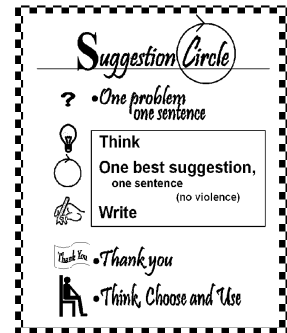 Suggestion Circle
? •One problem
one sentence
Think
One best suggestion,
one sentence
(no violence)
Write
Thank You •Thank you
•Think, Choose and Use